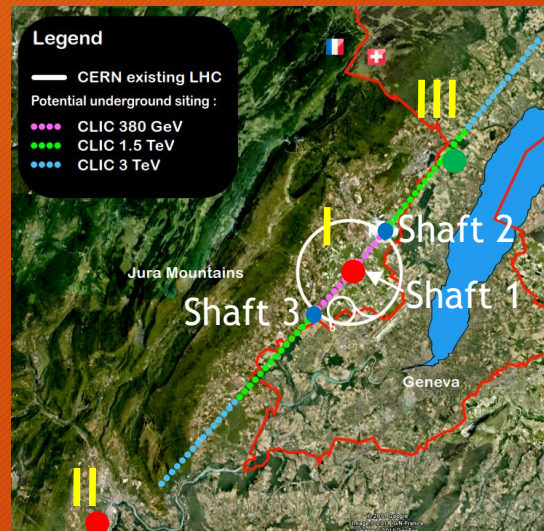 Legend
CERN existing LHC
Potential underground siting :
CLIC 380 GeV
CLIC 1.5 TeV
CLIC 3 TeV
III
I
Shaft 2
Jura Mountains
Shaft 1
Shaft 3
Geneva
II